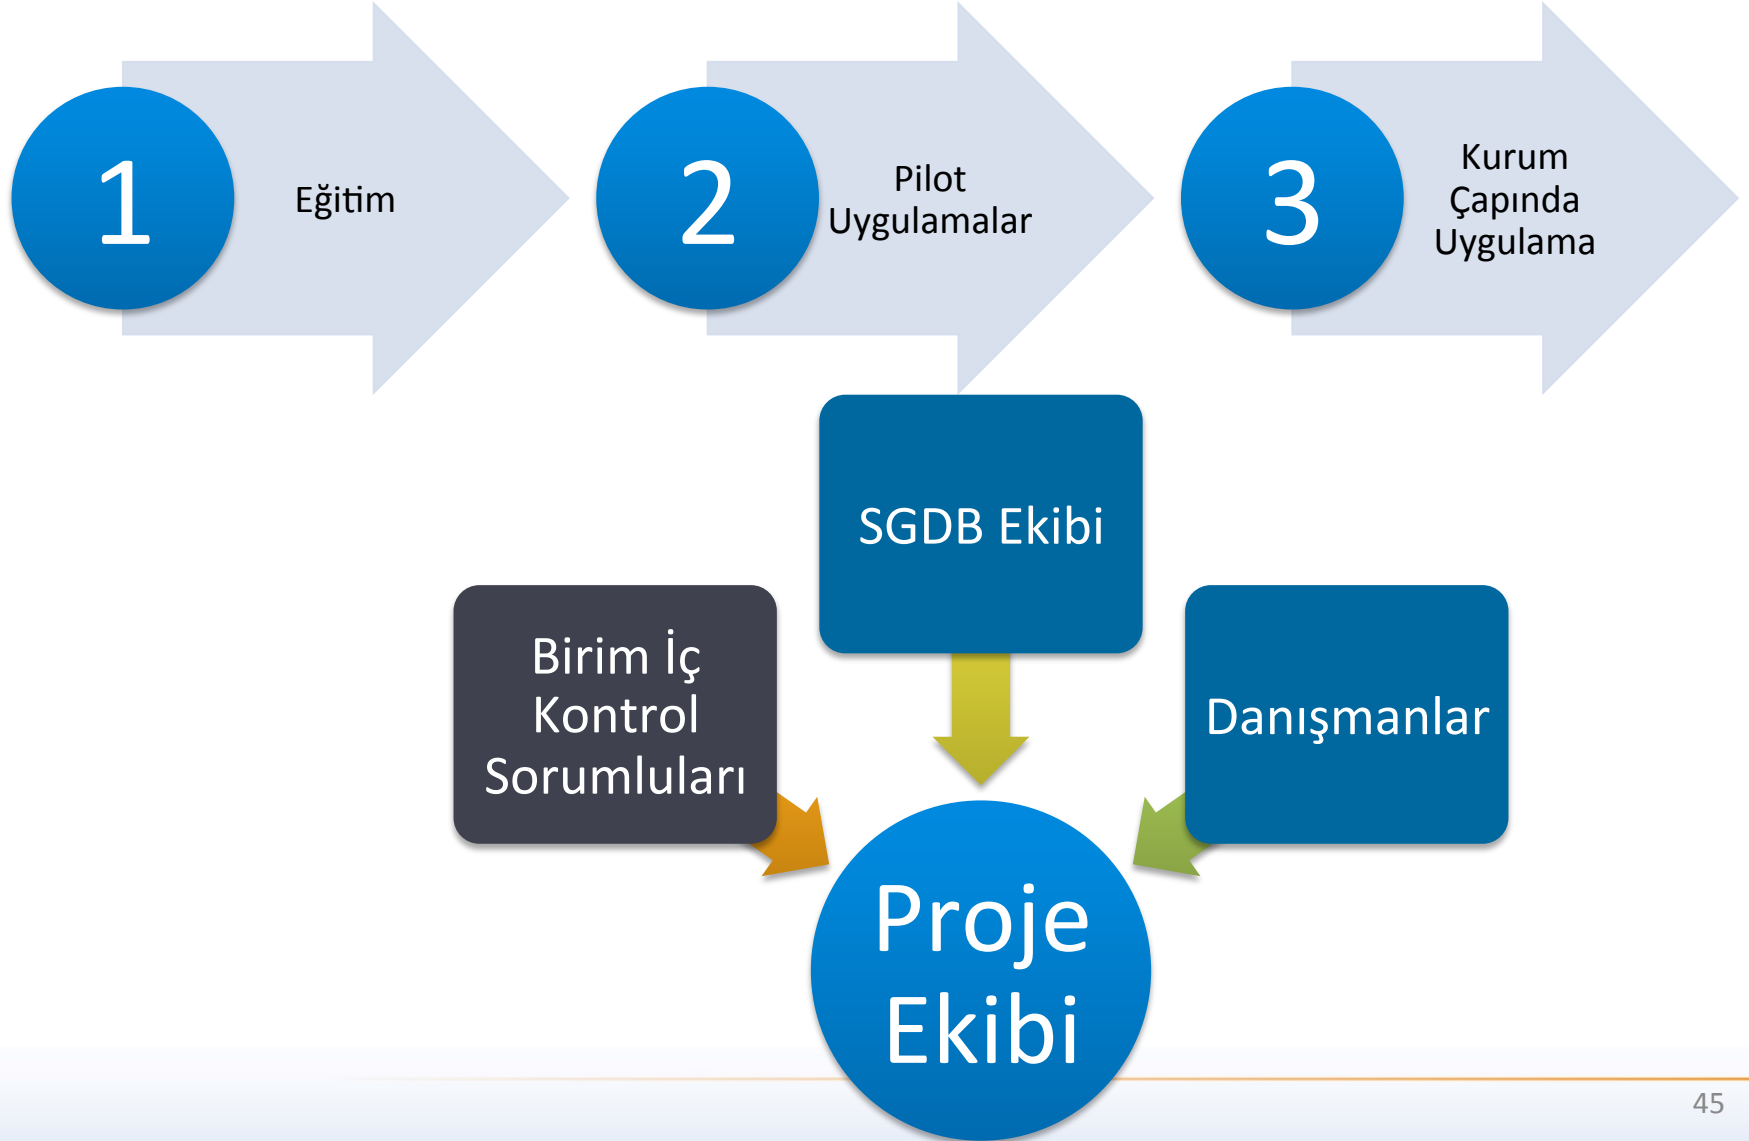 1
Eğitim
2
Pilot
Uygulamalar
3
Kurum
Çapında
Uygulama
SGDB Ekibi
Birim İç
Kontrol
Sorumluları
Danışmanlar
Proje
Ekibi
45